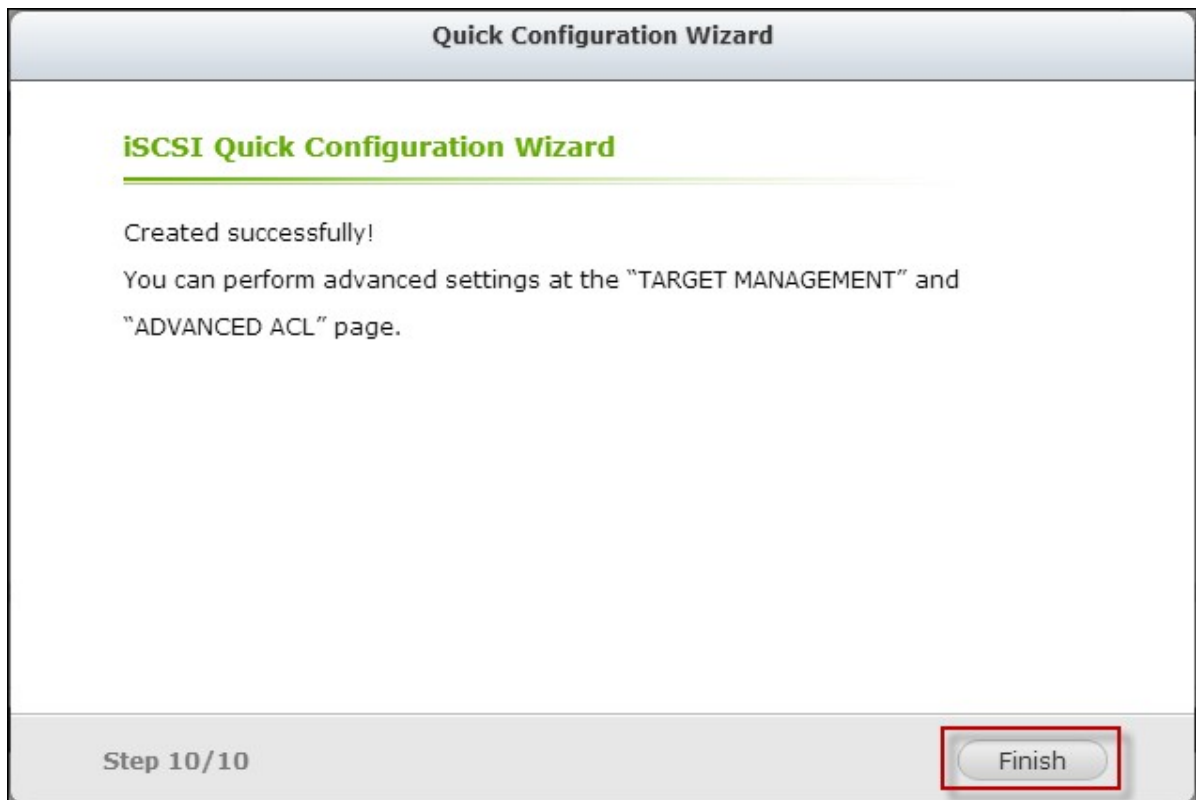 Quick Configuration Wizard
iSCSI Quick Configuration Wizard
Created successfully!
You can perform advanced settings at the “TARGET MANAGEMENT” and
“ADVANCED ACL” page.
Step 10/10
Finish